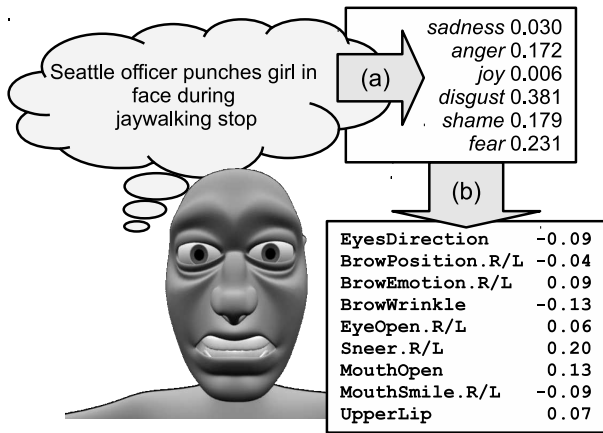 Seattle officer punches girl in
face during
jaywalking stop
(a)
sadness 0.030
anger 0.172
joy 0.006
disgust 0.381
shame 0.179
fear 0.231
(b)
EyesDirection -0.09
BrowPosition.R/L -0.04
BrowEmotion.R/L 0.09
BrowWrinkle -0.13
EyeOpen.R/L 0.06
Sneer.R/L 0.20
MouthOpen 0.13
MouthSmile.R/L -0.09
UpperLip 0.07